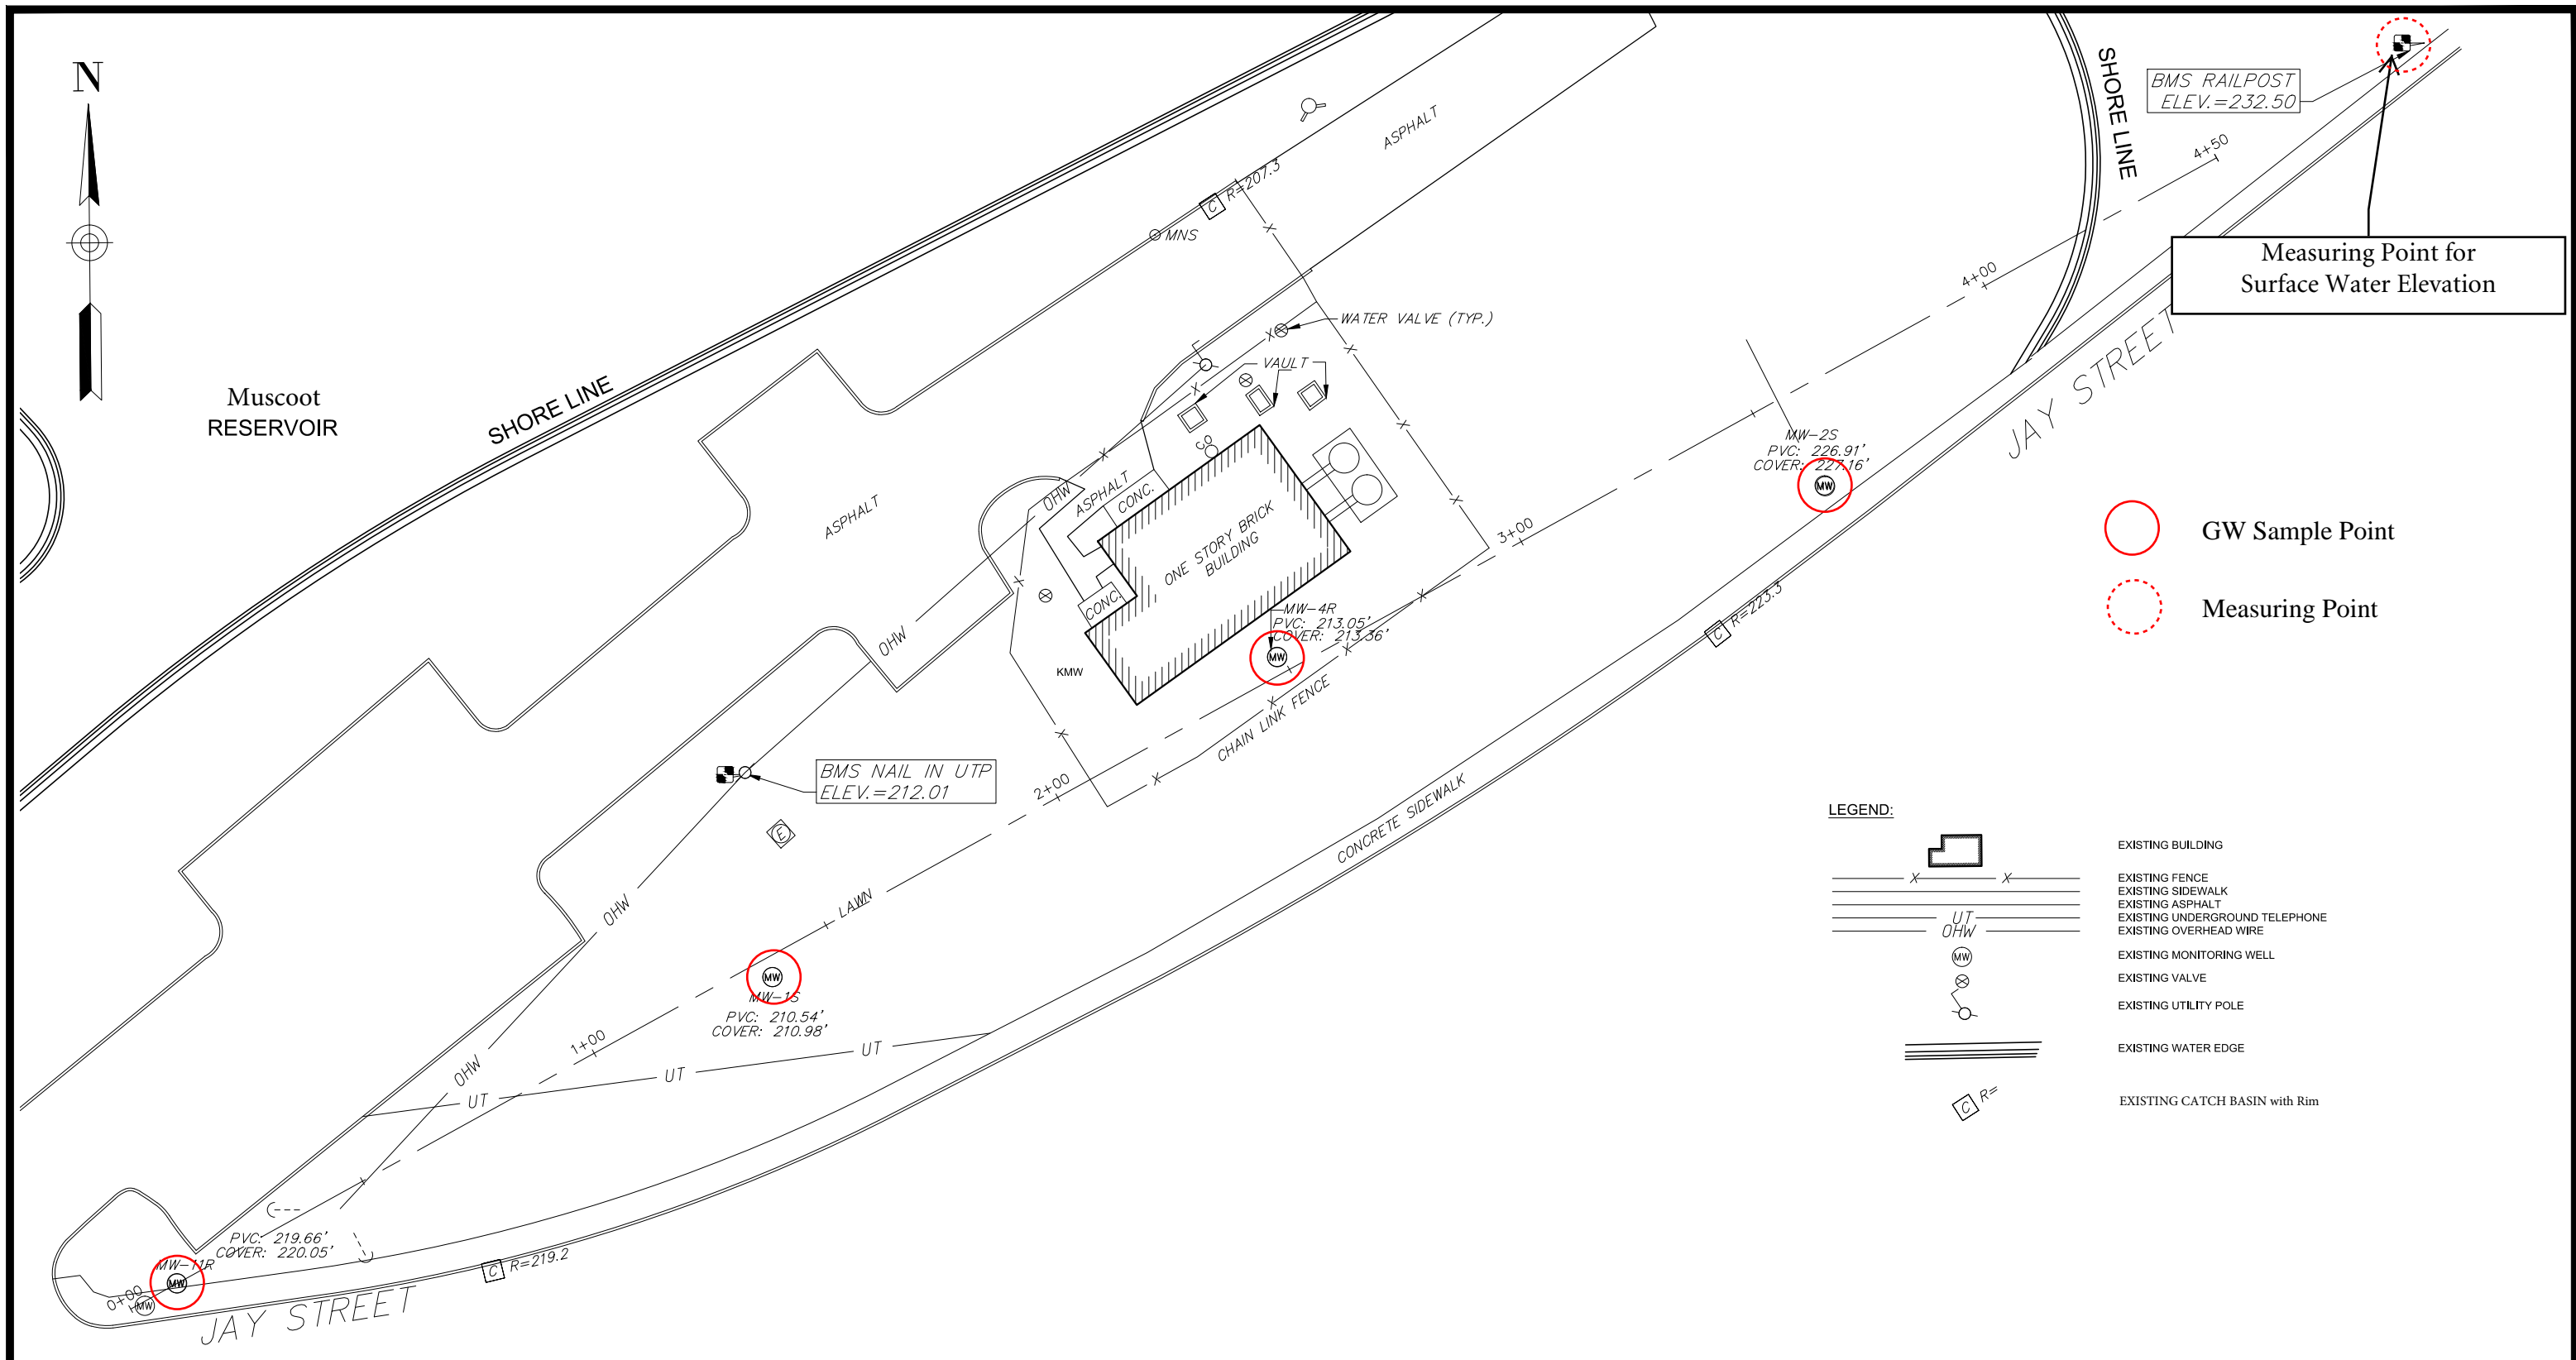 N
Muscoot
RESERVOIR
SHORE LINE
SHORE LINE
BMS RAILPOST
ELEV.=232.50
Measuring Point for
Surface Water Elevation
4+50
4+00
JAY STREET
ASPHALT
C R=207.3
MNS
WATER VALVE (TYP.)
VAULT
CO
OHW
ASPHALT
CONC.
ASPHALT
ONE STORY BRICK
BUILDING
CONC.
OHW
KMW
MW-4R
PVC: 213.05'
COVER: 213.36'
MW
CHAIN LINK FENCE
3+00
MW-2S
PVC: 226.91'
COVER: 227.16'
MW
C R=223.3
GW Sample Point
Measuring Point
BMS NAIL IN UTP
ELEV.=212.01
2+00
E
CONCRETE SIDEWALK
LAWN
OHW
MW
MW-1S
PVC: 210.54'
COVER: 210.98'
1+00
UT
UT
UT
OHW
PVC: 219.66'
COVER: 220.05'
MW-11R
MW
0+00
MW
C R=219.2
JAY STREET
LEGEND:
EXISTING BUILDING
X X EXISTING FENCE
EXISTING SIDEWALK
EXISTING ASPHALT
UT EXISTING UNDERGROUND TELEPHONE
OHW EXISTING OVERHEAD WIRE
MW EXISTING MONITORING WELL
EXISTING VALVE
EXISTING UTILITY POLE
EXISTING WATER EDGE
C R= EXISTING CATCH BASIN with Rim